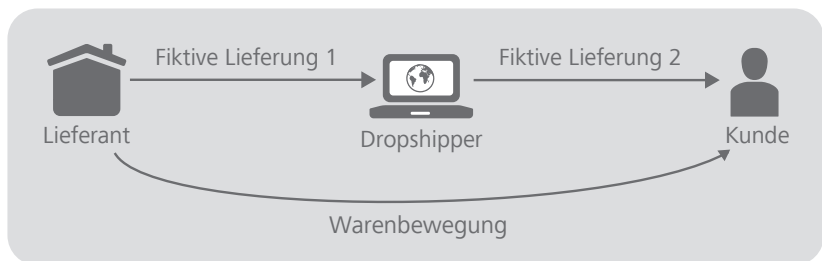 Fiktive Lieferung 1
Fiktive Lieferung 2
Lieferant
Dropshipper
Kunde
Warenbewegung